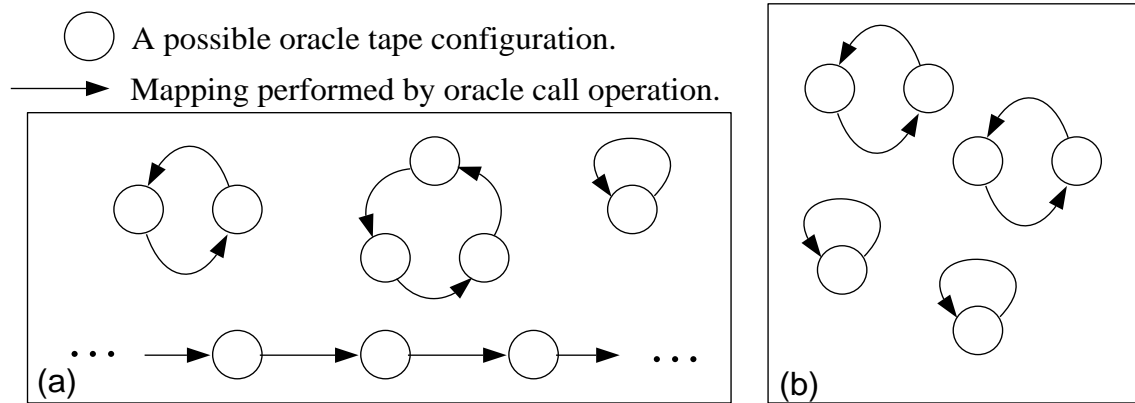 A possible oracle tape configuration.
Mapping performed by oracle call operation.
... ...
(a)
(b)